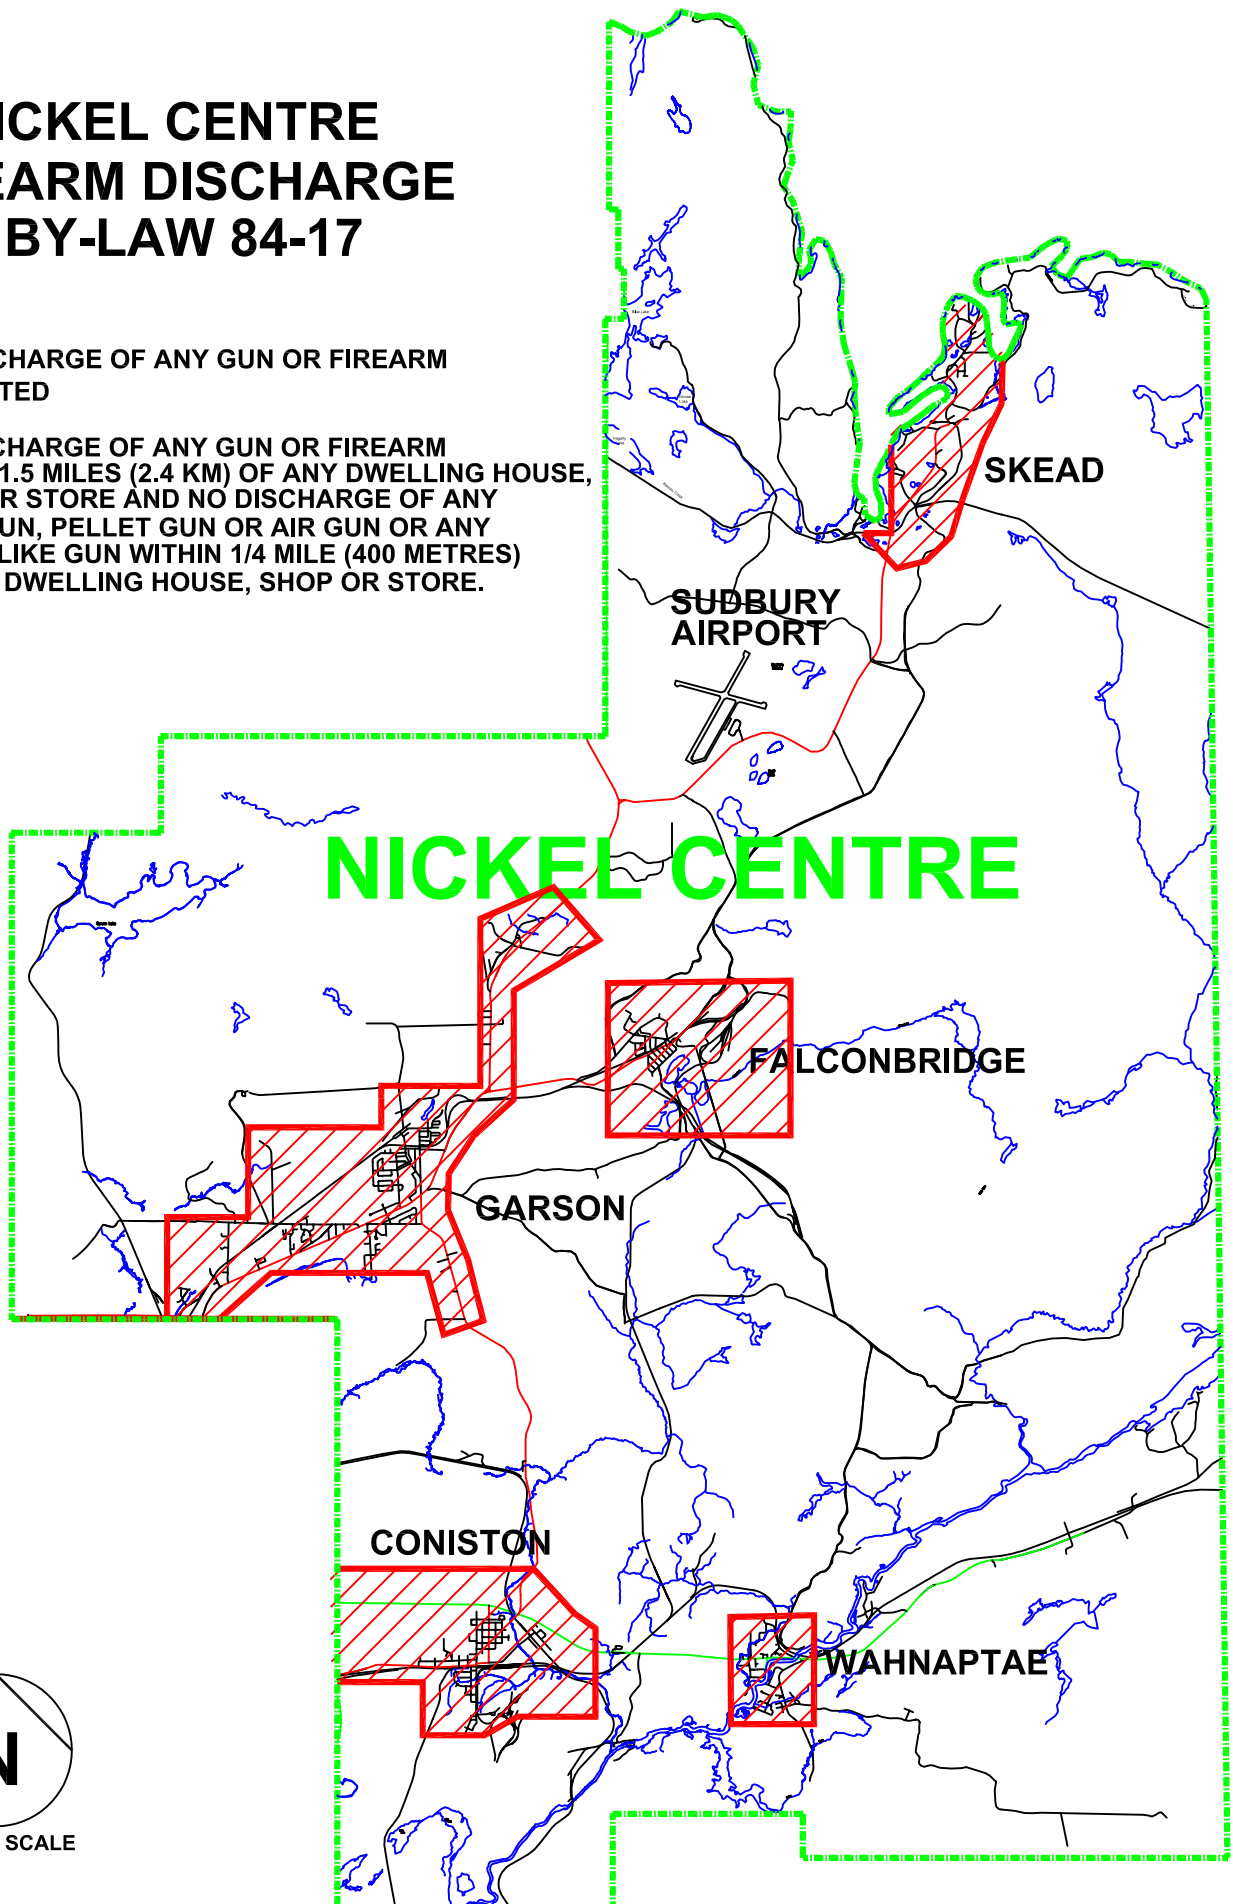 ICKEL CENTRE
EARM DISCHARGE
BY-LAW 84-17
CHARGE OF ANY GUN OR FIREARM
TED
CHARGE OF ANY GUN OR FIREARM
1.5 MILES (2.4 KM) OF ANY DWELLING HOUSE,
R STORE AND NO DISCHARGE OF ANY
UN, PELLET GUN OR AIR GUN OR ANY
LIKE GUN WITHIN 1/4 MILE (400 METRES)
DWELLING HOUSE, SHOP OR STORE.
SKEAD
SUDBURY
AIRPORT
NICKEL CENTRE
FALCONBRIDGE
GARSON
CONISTON
WAHNAPTAE
N
SCALE